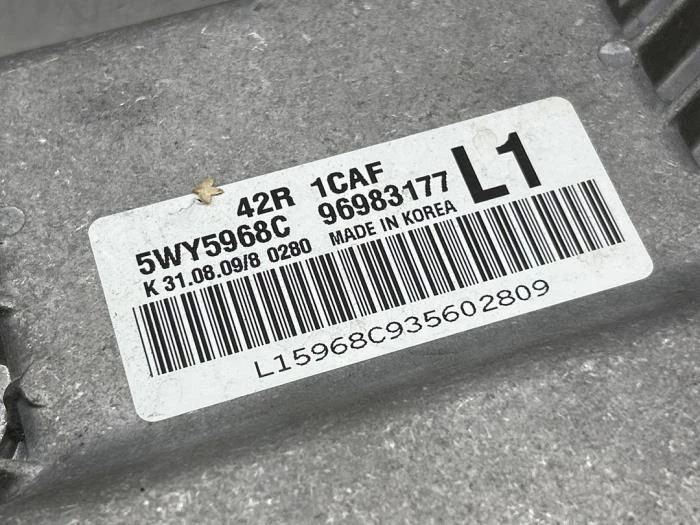 42R 1CAF
5WY5968C 96983177 L1
K 31.08.09/8 0280 MADE IN KOREA
L15968C935602809